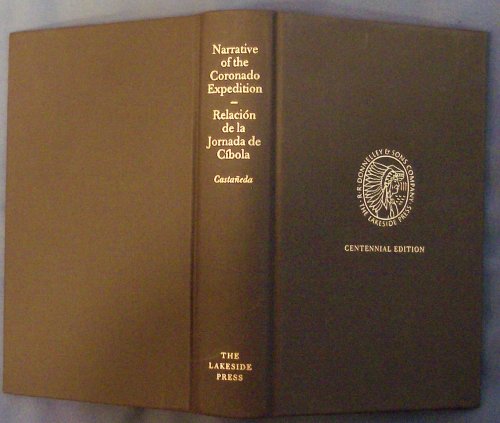 Narrative
of the
Coronado
Expedition
–
Relación
de la
Jornada de
Cíbola
Castañeda
THE
LAKESIDE
PRESS
R·R·DONNELLEY & SONS COMPANY·
THE LAKESIDE PRESS·
CENTENNIAL EDITION